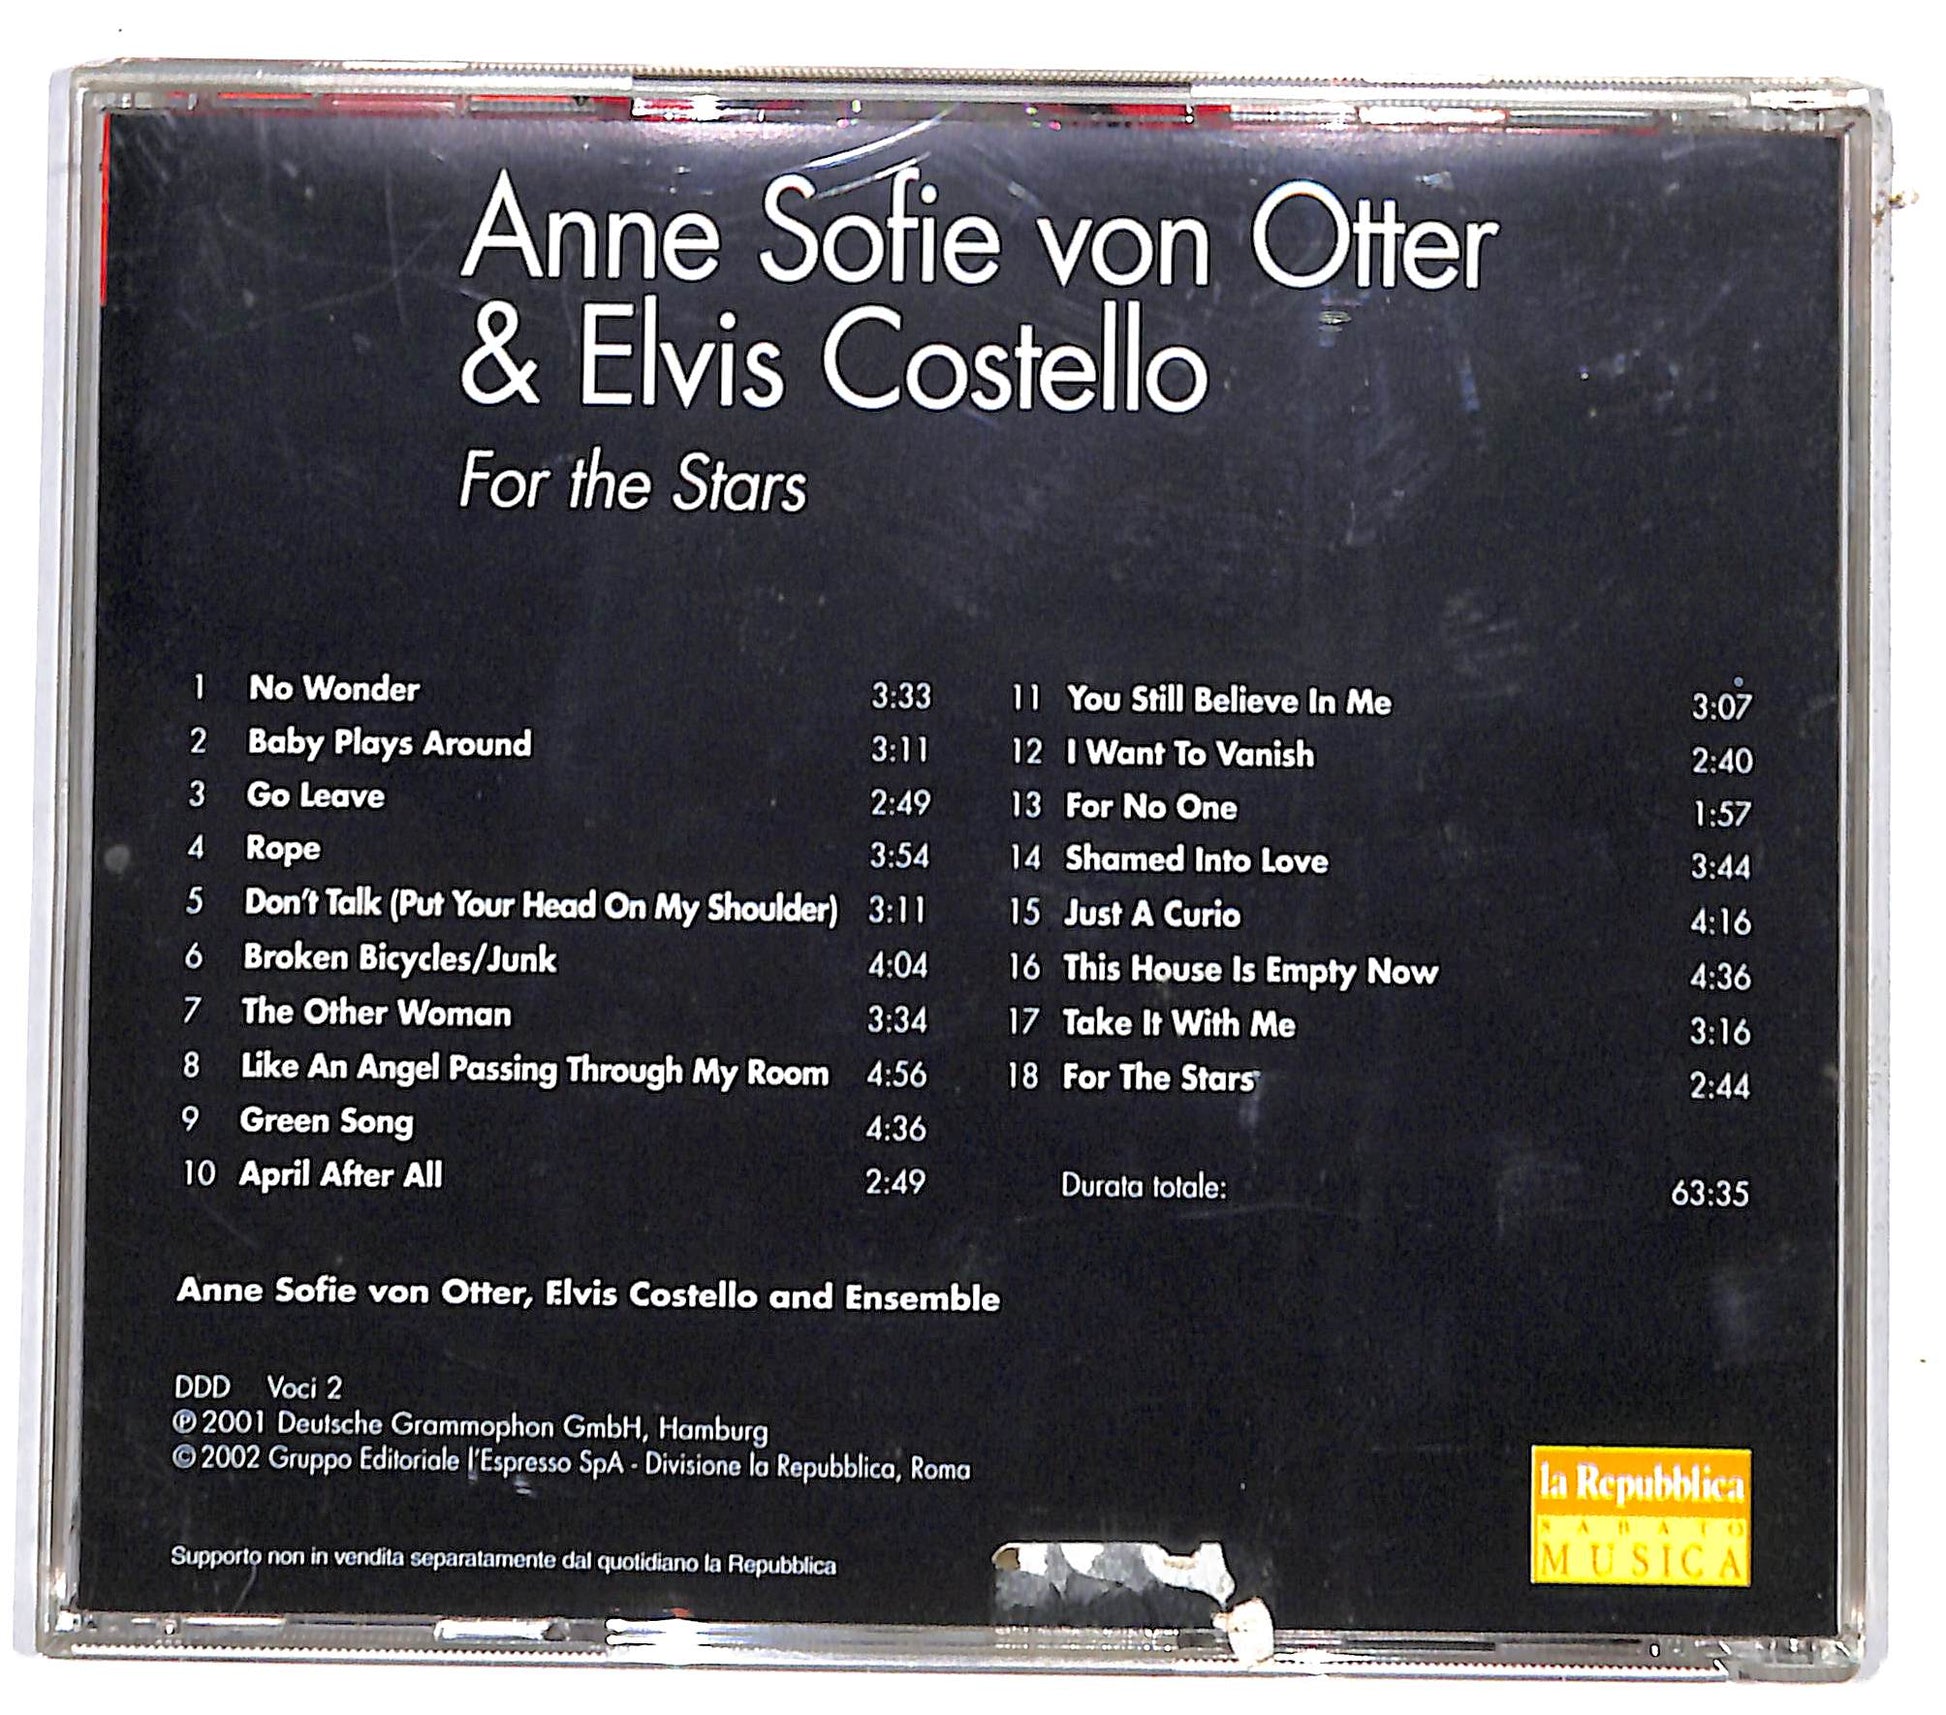 Anne Sofie von Otter
& Elvis Costello
For the Stars
1 No Wonder 3:33
2 Baby Plays Around 3:11
3 Go Leave 2:49
4 Rope 3:54
5 Don't Talk (Put Your Head On My Shoulder) 3:11
6 Broken Bicycles/Junk 4:04
7 The Other Woman 3:34
8 Like An Angel Passing Through My Room 4:56
9 Green Song 4:36
10 April After All 2:49
11 You Still Believe In Me 3:07
12 I Want To Vanish 2:40
13 For No One 1:57
14 Shamed Into Love 3:44
15 Just A Curio 4:16
16 This House Is Empty Now 4:36
17 Take It With Me 3:16
18 For The Stars 2:44
Durata totale: 63:35
Anne Sofie von Otter, Elvis Costello and Ensemble
DDD Voci 2
℗ 2001 Deutsche Grammophon GmbH, Hamburg
© 2002 Gruppo Editoriale l'Espresso SpA - Divisione la Repubblica, Roma
Supporto non in vendita separatamente dal quotidiano la Repubblica
la Repubblica
SABATO
MUSICA